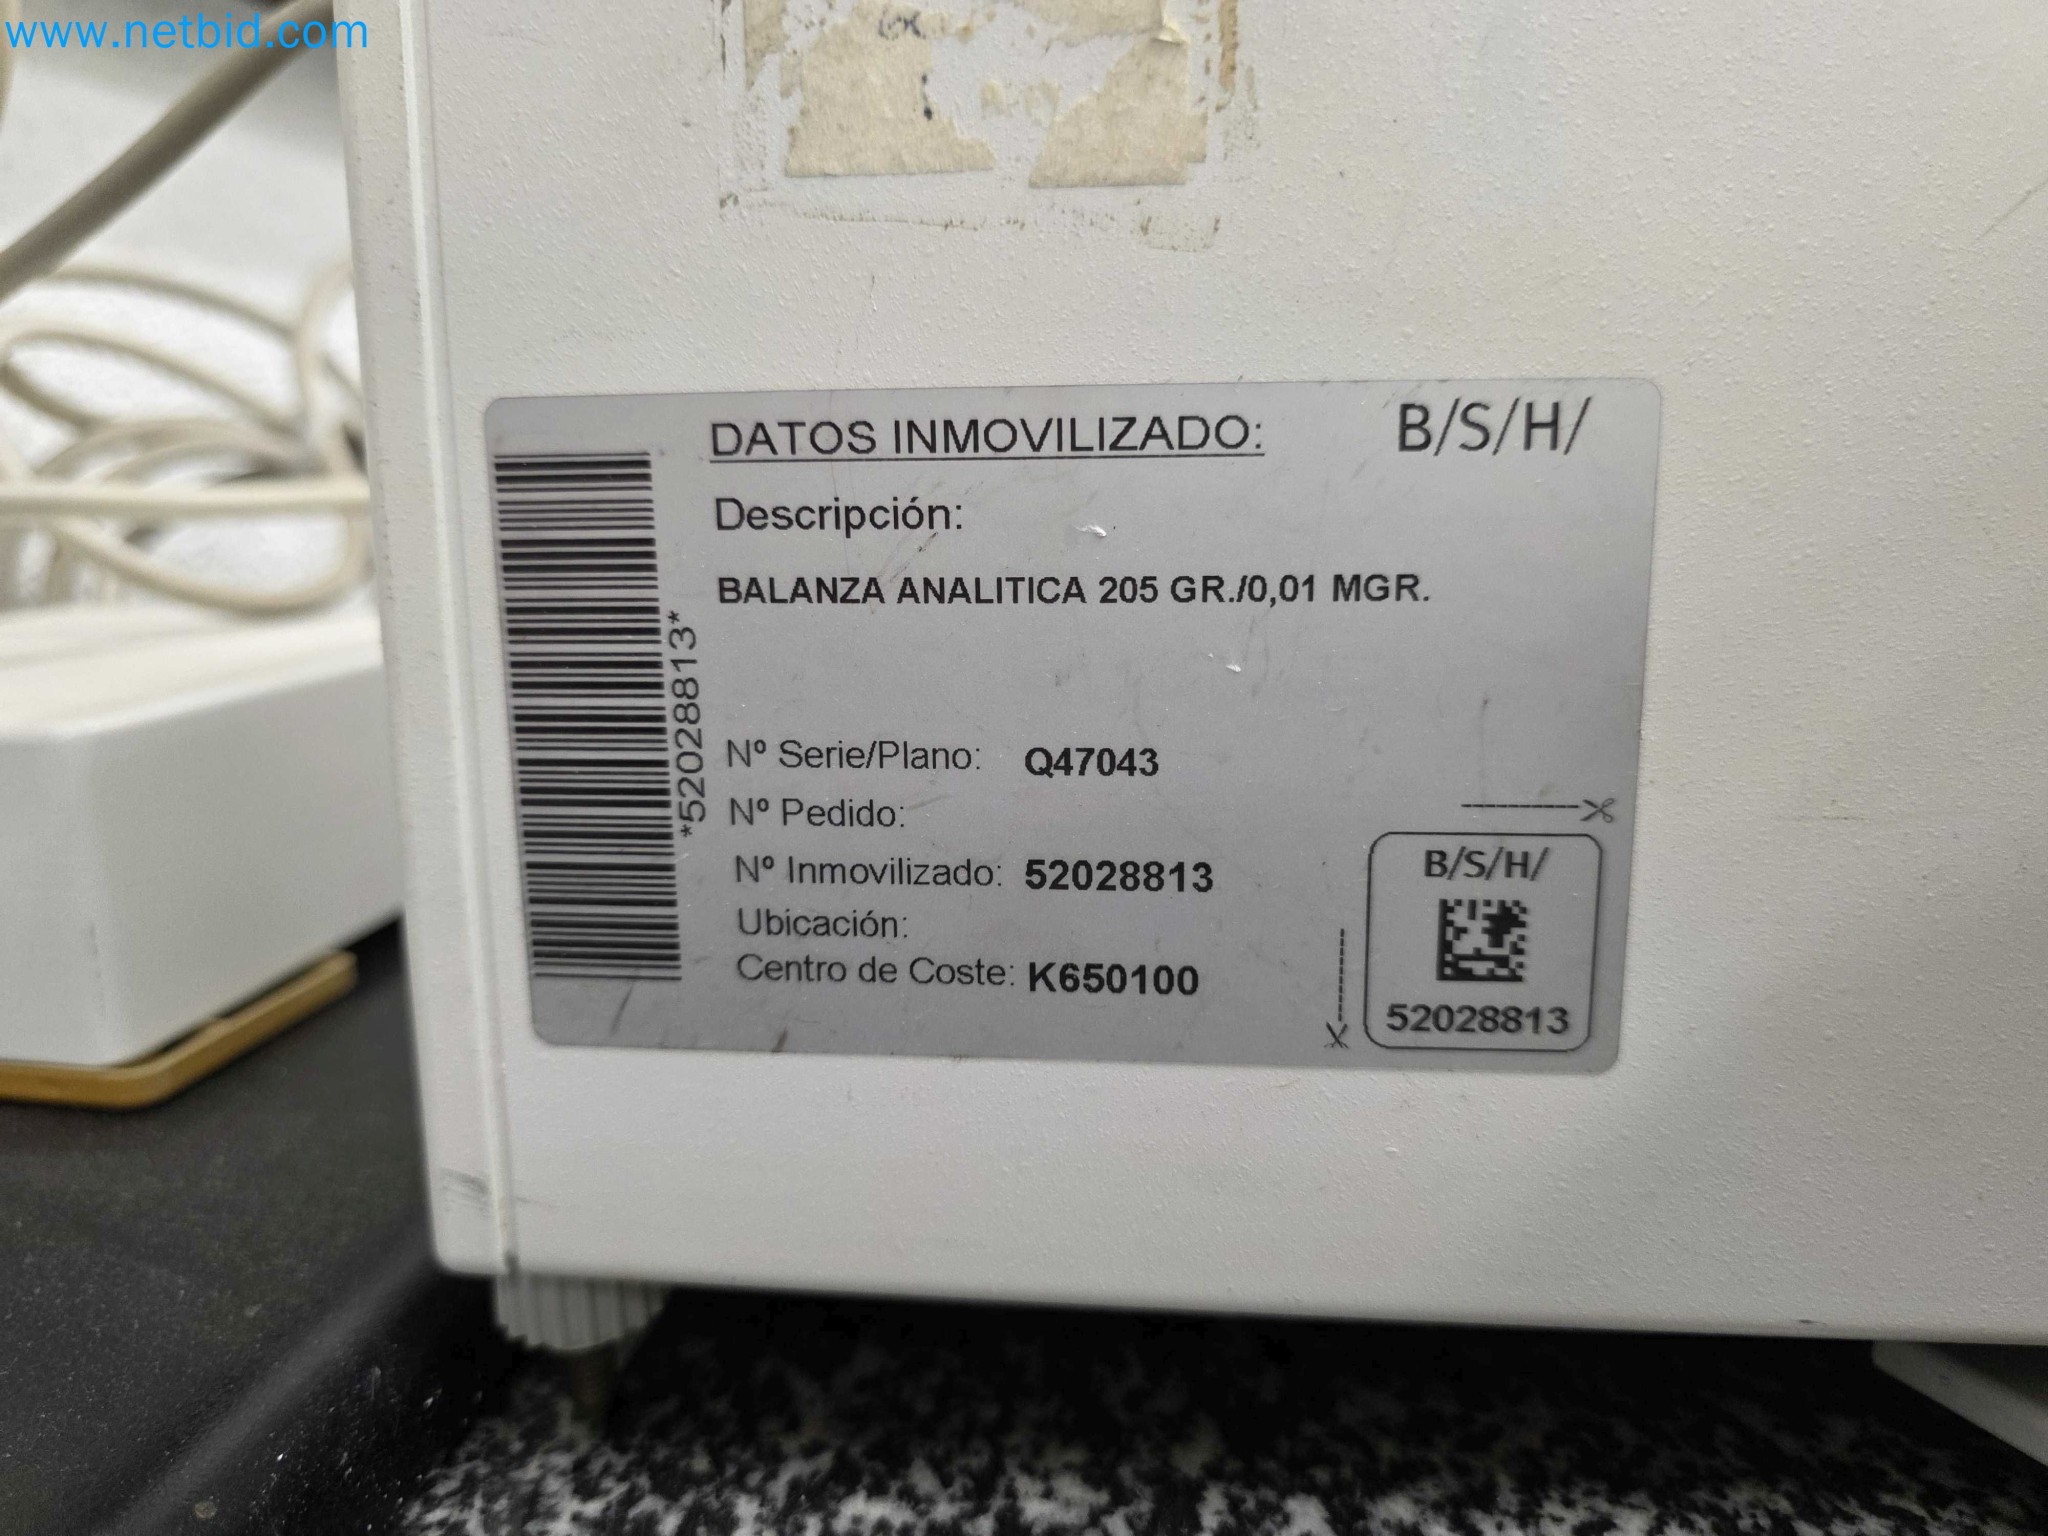 www.netbid.com
DATOS INMOVILIZADO:
B/S/H/
Descripción:
BALANZA ANALITICA 205 GR./0,01 MGR.
*52028813*
Nº Serie/Plano: Q47043
Nº Pedido:
Nº Inmovilizado: 52028813
Ubicación:
Centro de Coste: K650100
B/S/H/
52028813